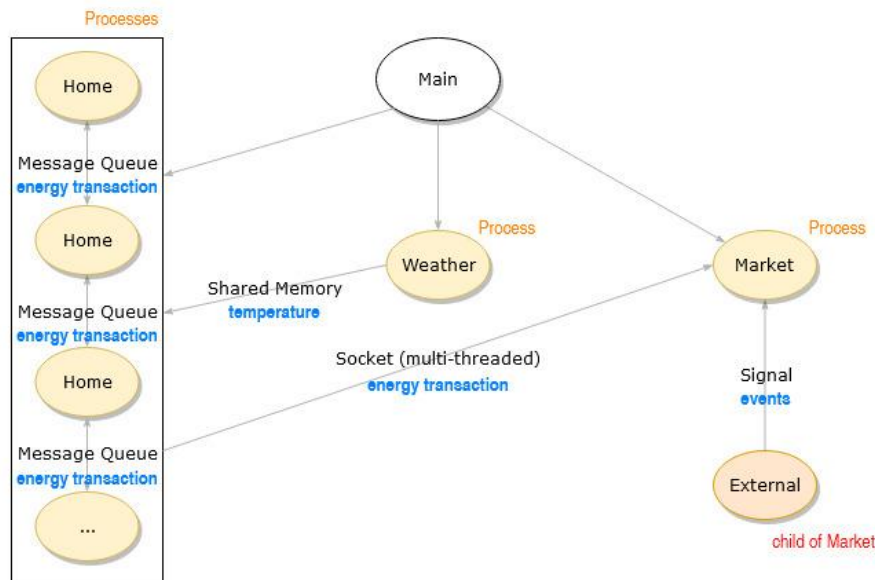 Processes
Home
Main
Message Queue
energy transaction
Home
Process
Weather
Process
Market
Shared Memory
temperature
Message Queue
energy transaction
Socket (multi-threaded)
energy transaction
Home
Signal
events
Message Queue
energy transaction
External
...
child of Market